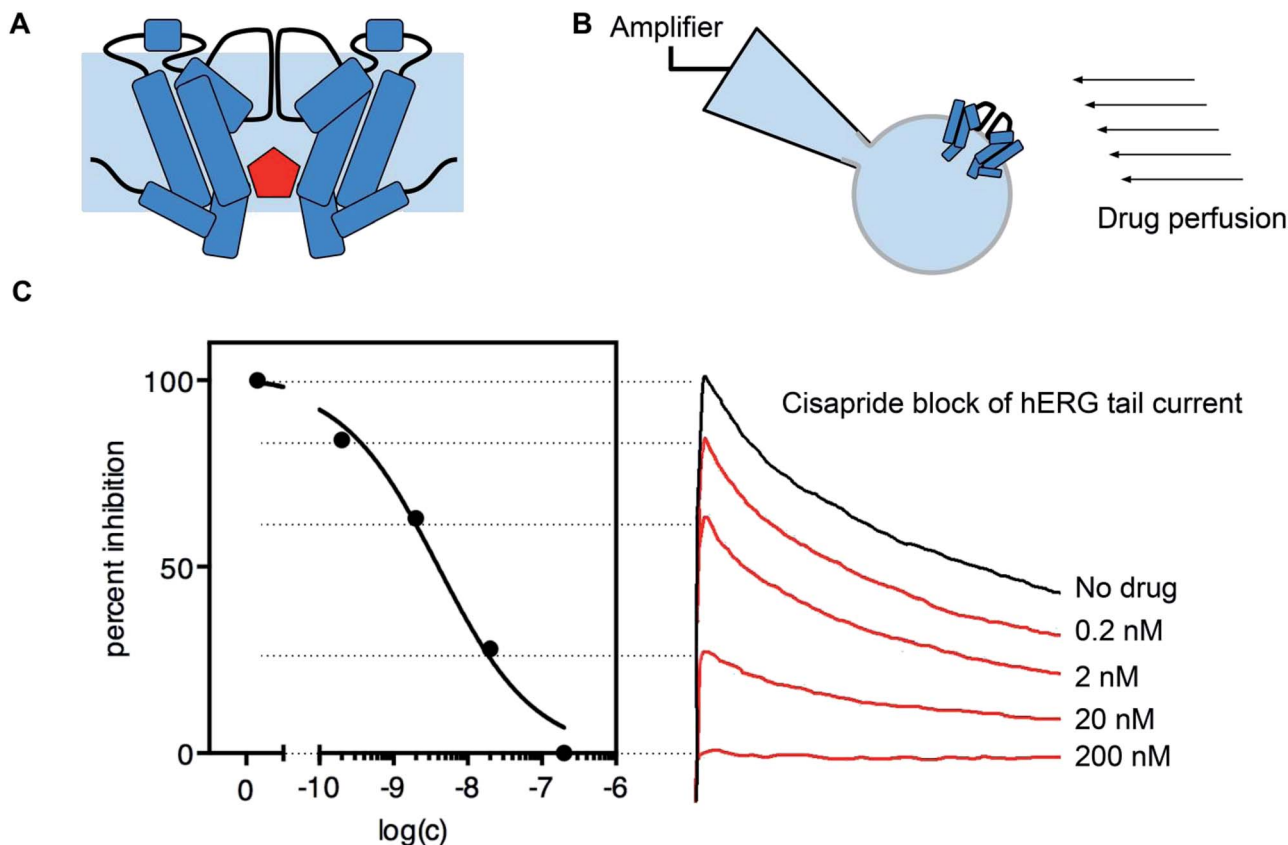 A
B
Amplifier
Drug perfusion
C
100
50
0
percent inhibition
0
-10
-9
-8
-7
-6
log(c)
Cisapride block of hERG tail current
No drug
0.2 nM
2 nM
20 nM
200 nM